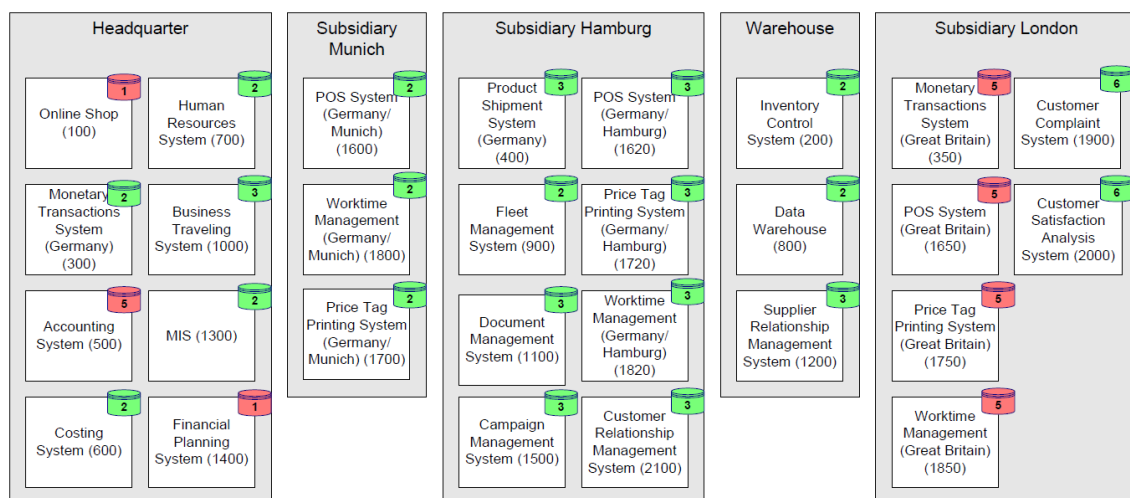 Headquarter
1
Online Shop
(100)
2
Human
Resources
System (700)
2
Monetary
Transactions
System
(Germany)
(300)
3
Business
Traveling
System (1000)
5
Accounting
System (500)
2
MIS (1300)
2
Costing
System (600)
1
Financial
Planning
System (1400)
Subsidiary
Munich
2
POS System
(Germany/
Munich)
(1600)
2
Worktime
Management
(Germany/
Munich) (1800)
2
Price Tag
Printing System
(Germany/
Munich) (1700)
Subsidiary Hamburg
3
Product
Shipment
System
(Germany)
(400)
3
POS System
(Germany/
Hamburg)
(1620)
2
Fleet
Management
System (900)
3
Price Tag
Printing System
(Germany/
Hamburg)
(1720)
3
Document
Management
System (1100)
3
Worktime
Management
(Germany/
Hamburg)
(1820)
3
Campaign
Management
System (1500)
3
Customer
Relationship
Management
System (2100)
Warehouse
2
Inventory
Control
System (200)
2
Data
Warehouse
(800)
3
Supplier
Relationship
Management
System (1200)
Subsidiary London
5
Monetary
Transactions
System
(Great Britain)
(350)
6
Customer
Complaint
System (1900)
5
POS System
(Great Britain)
(1650)
6
Customer
Satisfaction
Analysis
System (2000)
5
Price Tag
Printing System
(Great Britain)
(1750)
5
Worktime
Management
(Great Britain)
(1850)